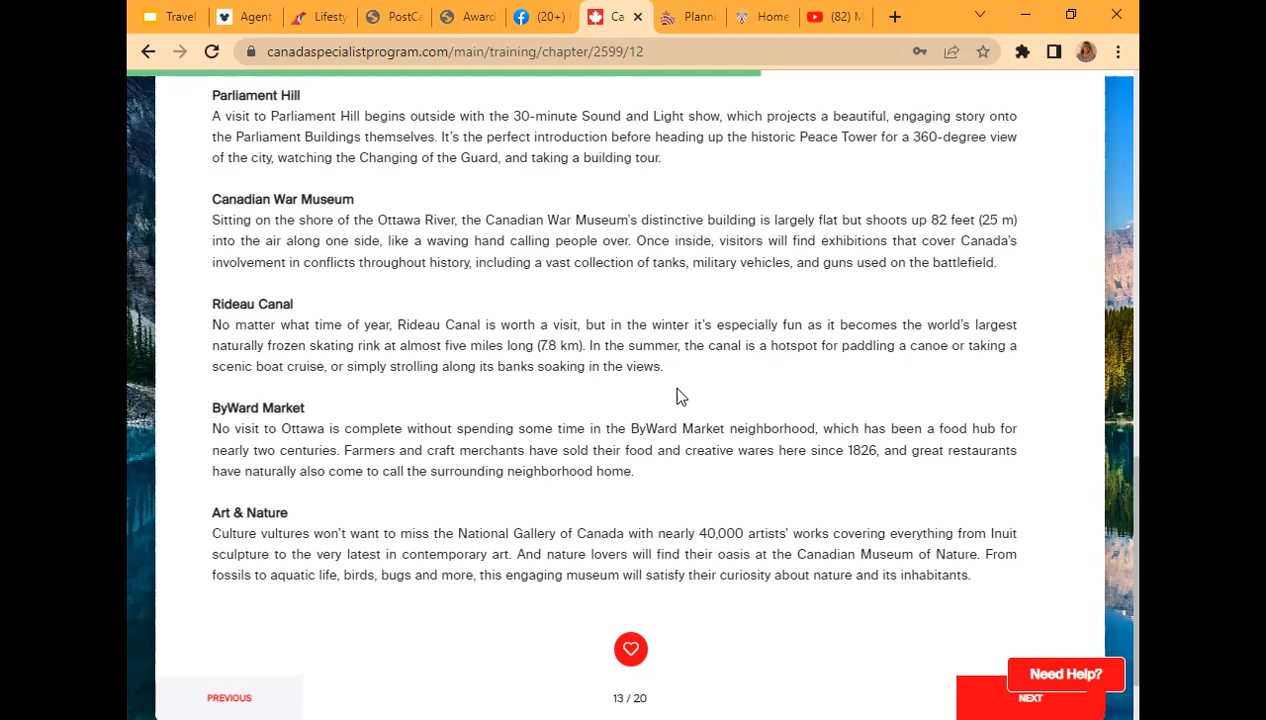 Travel
Agent
Lifesty
PostCa
Award
(20+)
Ca
Planni
Home
(82) M
canadaspecialistprogram.com/main/training/chapter/2599/12
Parliament Hill
A visit to Parliament Hill begins outside with the 30-minute Sound and Light show, which projects a beautiful, engaging story onto
the Parliament Buildings themselves. It's the perfect introduction before heading up the historic Peace Tower for a 360-degree view
of the city, watching the Changing of the Guard, and taking a building tour.
Canadian War Museum
Sitting on the shore of the Ottawa River, the Canadian War Museum's distinctive building is largely flat but shoots up 82 feet (25 m)
into the air along one side, like a waving hand calling people over. Once inside, visitors will find exhibitions that cover Canada's
involvement in conflicts throughout history, including a vast collection of tanks, military vehicles, and guns used on the battlefield.
Rideau Canal
No matter what time of year, Rideau Canal is worth a visit, but in the winter it's especially fun as it becomes the world's largest
naturally frozen skating rink at almost five miles long (7.8 km). In the summer, the canal is a hotspot for paddling a canoe or taking a
scenic boat cruise, or simply strolling along its banks soaking in the views.
ByWard Market
No visit to Ottawa is complete without spending some time in the ByWard Market neighborhood, which has been a food hub for
nearly two centuries. Farmers and craft merchants have sold their food and creative wares here since 1826, and great restaurants
have naturally also come to call the surrounding neighborhood home.
Art & Nature
Culture vultures won't want to miss the National Gallery of Canada with nearly 40,000 artists' works covering everything from Inuit
sculpture to the very latest in contemporary art. And nature lovers will find their oasis at the Canadian Museum of Nature. From
fossils to aquatic life, birds, bugs and more, this engaging museum will satisfy their curiosity about nature and its inhabitants.
Need Help?
PREVIOUS
13 / 20
NEXT